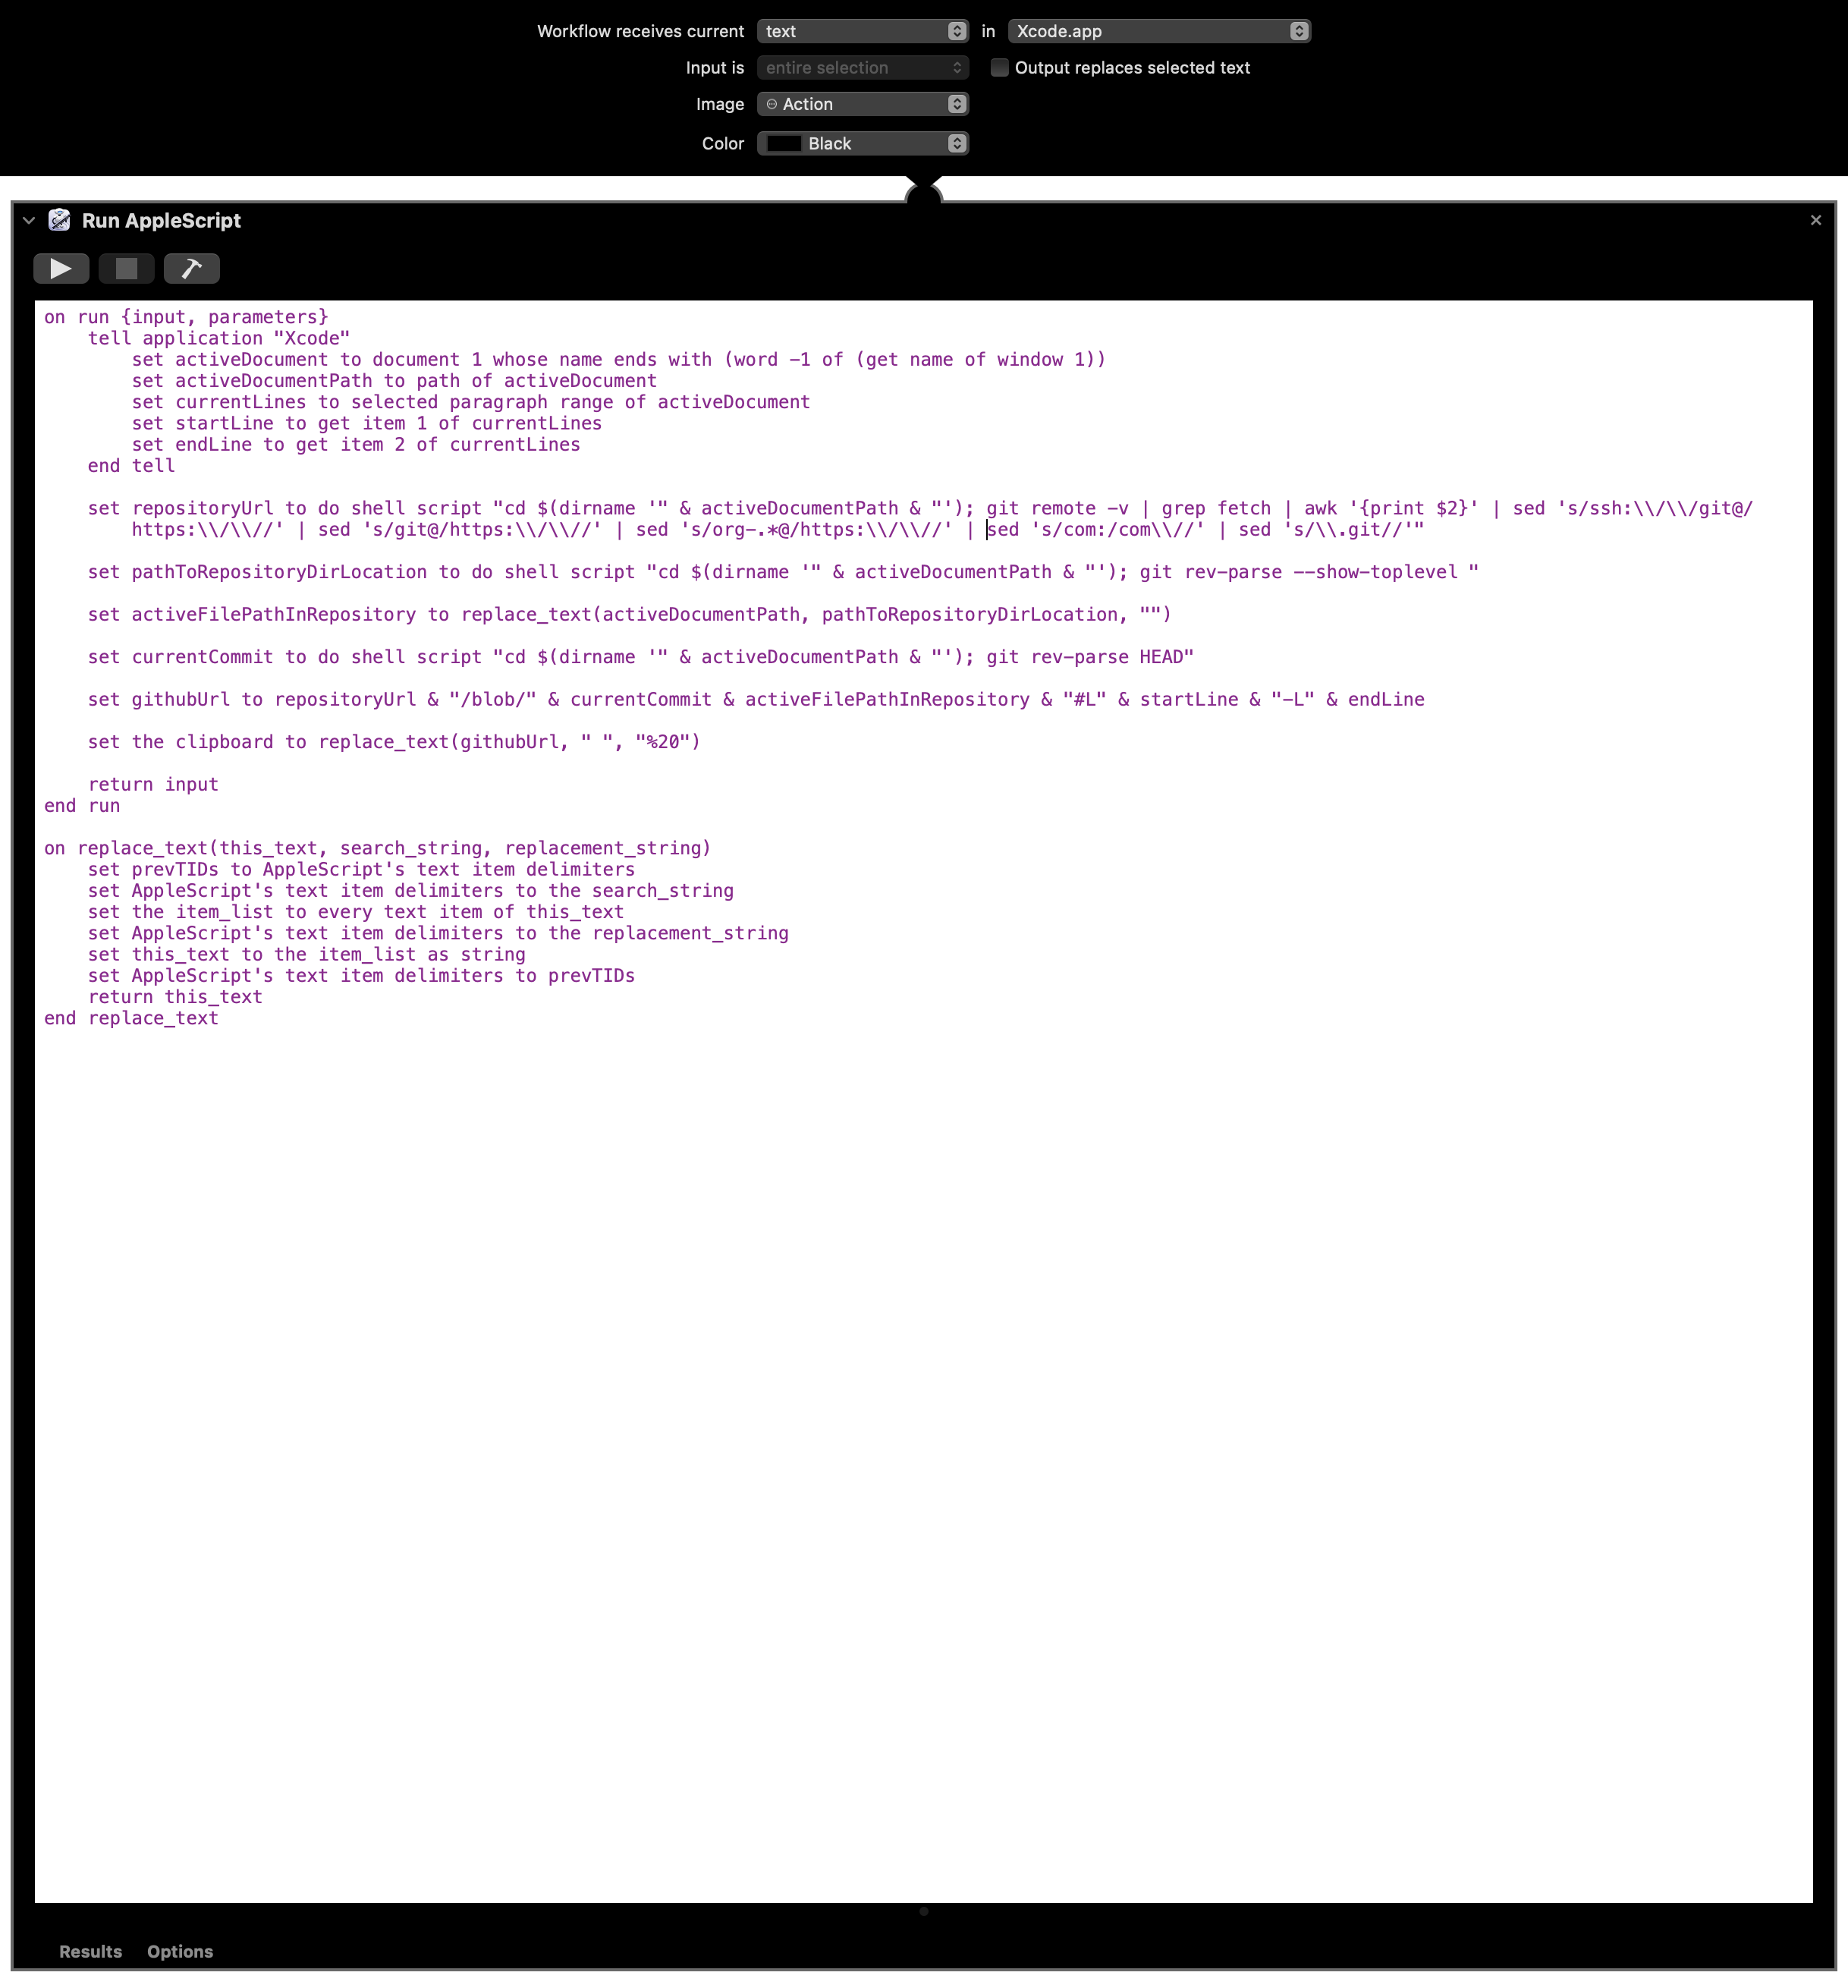 Workflow receives current text in Xcode.app
Input is entire selection Output replaces selected text
Image Action
Color Black
Run AppleScript
on run {input, parameters}
    tell application "Xcode"
        set activeDocument to document 1 whose name ends with (word -1 of (get name of window 1))
        set activeDocumentPath to path of activeDocument
        set currentLines to selected paragraph range of activeDocument
        set startLine to get item 1 of currentLines
        set endLine to get item 2 of currentLines
    end tell
    set repositoryUrl to do shell script "cd $(dirname '" & activeDocumentPath & "'); git remote -v | grep fetch | awk '{print $2}' | sed 's/ssh:\\/\\/git@/
        https:\\/\\//' | sed 's/git@/https:\\/\\//' | sed 's/org-.*@/https:\\/\\//' | sed 's/com:/com\\//' | sed 's/\\.git//'"
    set pathToRepositoryDirLocation to do shell script "cd $(dirname '" & activeDocumentPath & "'); git rev-parse --show-toplevel "
    set activeFilePathInRepository to replace_text(activeDocumentPath, pathToRepositoryDirLocation, "")
    set currentCommit to do shell script "cd $(dirname '" & activeDocumentPath & "'); git rev-parse HEAD"
    set githubUrl to repositoryUrl & "/blob/" & currentCommit & activeFilePathInRepository & "#L" & startLine & "-L" & endLine
    set the clipboard to replace_text(githubUrl, " ", "%20")
    return input
end run
on replace_text(this_text, search_string, replacement_string)
    set prevTIDs to AppleScript's text item delimiters
    set AppleScript's text item delimiters to the search_string
    set the item_list to every text item of this_text
    set AppleScript's text item delimiters to the replacement_string
    set this_text to the item_list as string
    set AppleScript's text item delimiters to prevTIDs
    return this_text
end replace_text
Results Options